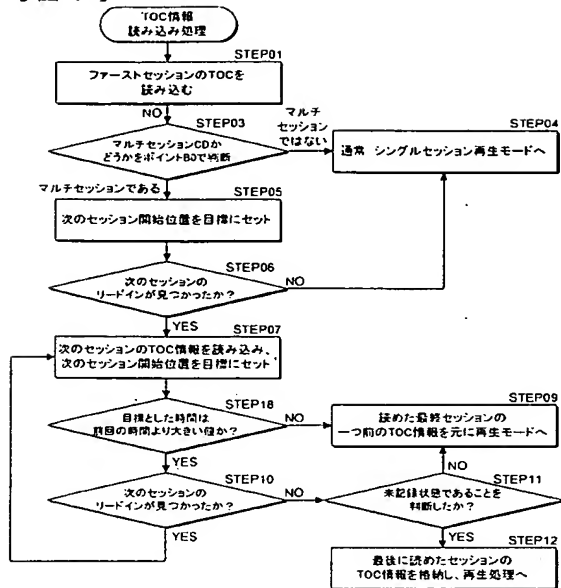 TOC情報
読み込み処理
STEP01
ファーストセッションのTOCを
読み込む
NO
STEP03
マルチセッションCDか
どうかをポイントB0で判断
マルチ
セッション
ではない
STEP04
通常 シングルセッション再生モードへ
マルチセッションである
STEP05
次のセッション開始位置を目標にセット
STEP06
次のセッションの
リードインが見つかったか?
NO
YES
STEP07
次のセッションのTOC情報を読み込み、
次のセッション開始位置を目標にセット
STEP18
目標とした時間は
前回の時間より大きい値か?
NO
STEP09
読めた最終セッションの
一つ前のTOC情報を元に再生モードへ
YES
NO
STEP10
次のセッションの
リードインが見つかったか?
NO
STEP11
未記録状態であることを
判断したか?
YES
YES
STEP12
最後に読めたセッションの
TOC情報を格納し、再生処理へ